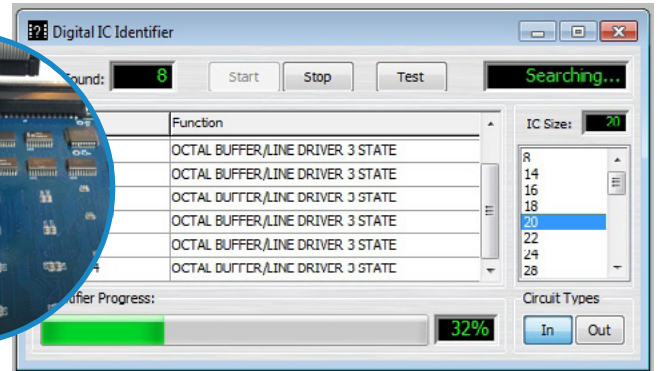 Digital IC Identifier
ound: 8 Start Stop Test Searching...
Function
IC Size: 20
OCTAL BUFFER/LINE DRIVER 3 STATE
OCTAL BUFFER/LINE DRIVER 3 STATE
OCTAL BUFFER/LINE DRIVER 3 STATE
OCTAL BUFFER/LINE DRIVER 3 STATE
OCTAL BUFFER/LINE DRIVER 3 STATE
4 OCTAL BUFFER/LINE DRIVER 3 STATE
8
14
16
18
20
22
24
28
tifier Progress:
32%
Circuit Types
In Out